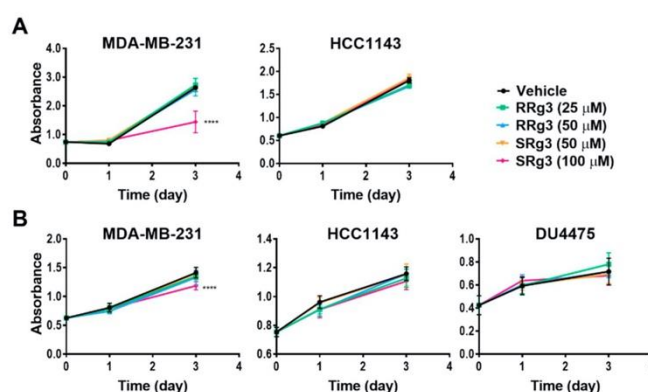 A
MDA-MB-231
HCC1143
Absorbance
4.0
3.0
2.0
1.0
0.0
****
0 1 2 3 4
Time (day)
2.5
2.0
1.5
1.0
0.5
0.0
0 1 2 3 4
Time (day)
Vehicle
RRg3 (25 μM)
RRg3 (50 μM)
SRg3 (50 μM)
SRg3 (100 μM)
B
MDA-MB-231
HCC1143
DU4475
Absorbance
2.0
1.5
1.0
0.5
0.0
****
0 1 2 3 4
Time (day)
1.4
1.2
1.0
0.8
0.6
0 1 2 3 4
Time (day)
1.0
0.8
0.6
0.4
0.2
0.0
0 1 2 3
Time (day)